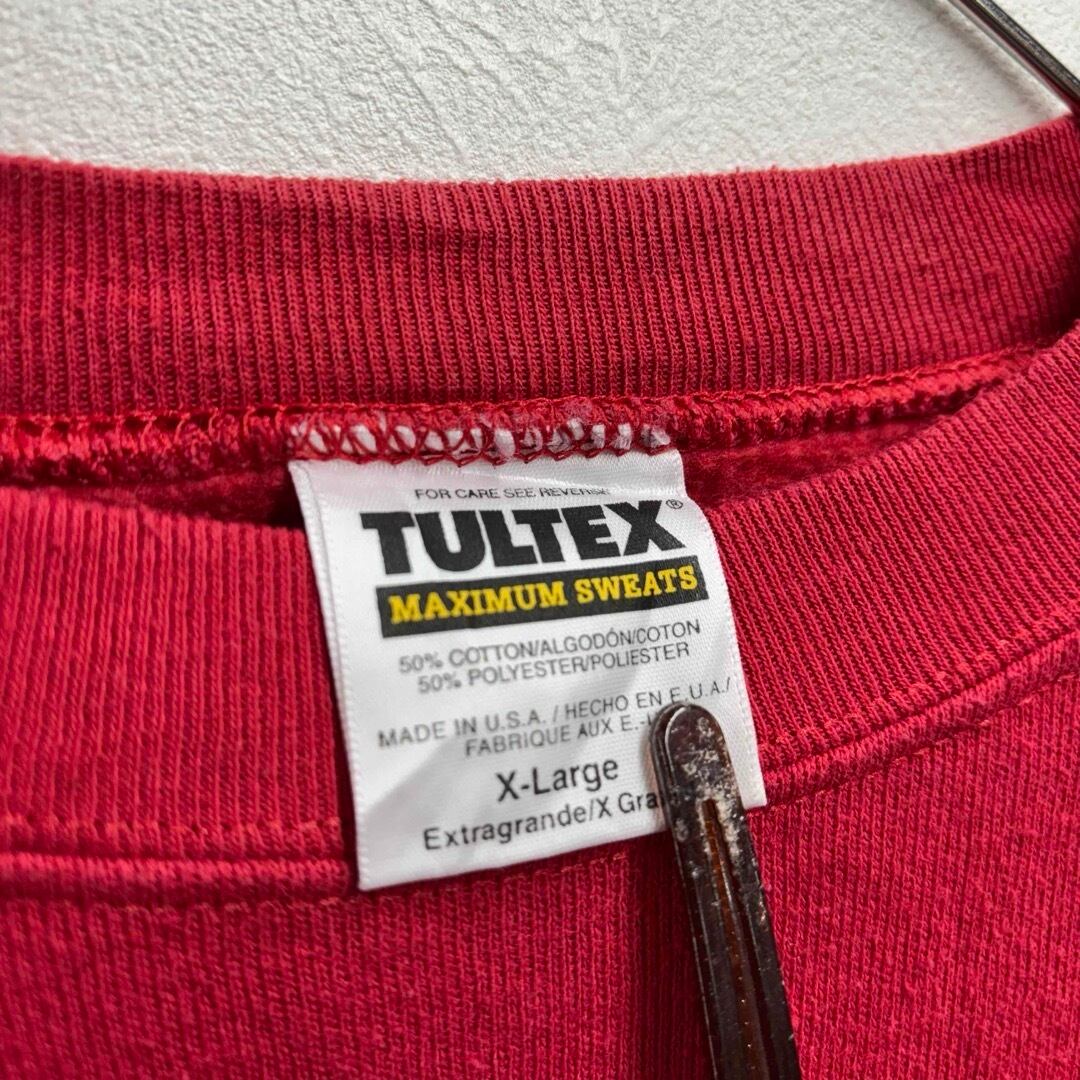 FOR CARE SEE REVERSE
TULTEX®
MAXIMUM SWEATS
50% COTTON/ALGODÓN/COTON
50% POLYESTER/POLIESTER
MADE IN U.S.A. / HECHO EN E.U.A./
FABRIQUE AUX
X-Large
Extragrande/X